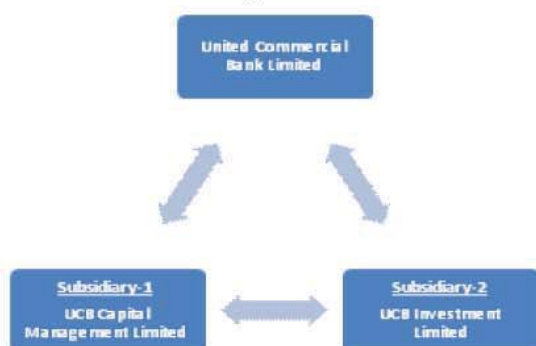 United Commercial
Bank Limited
Subsidiary-1
UCB Capital
Management Limited
Subsidiary-2
UCB Investment
Limited